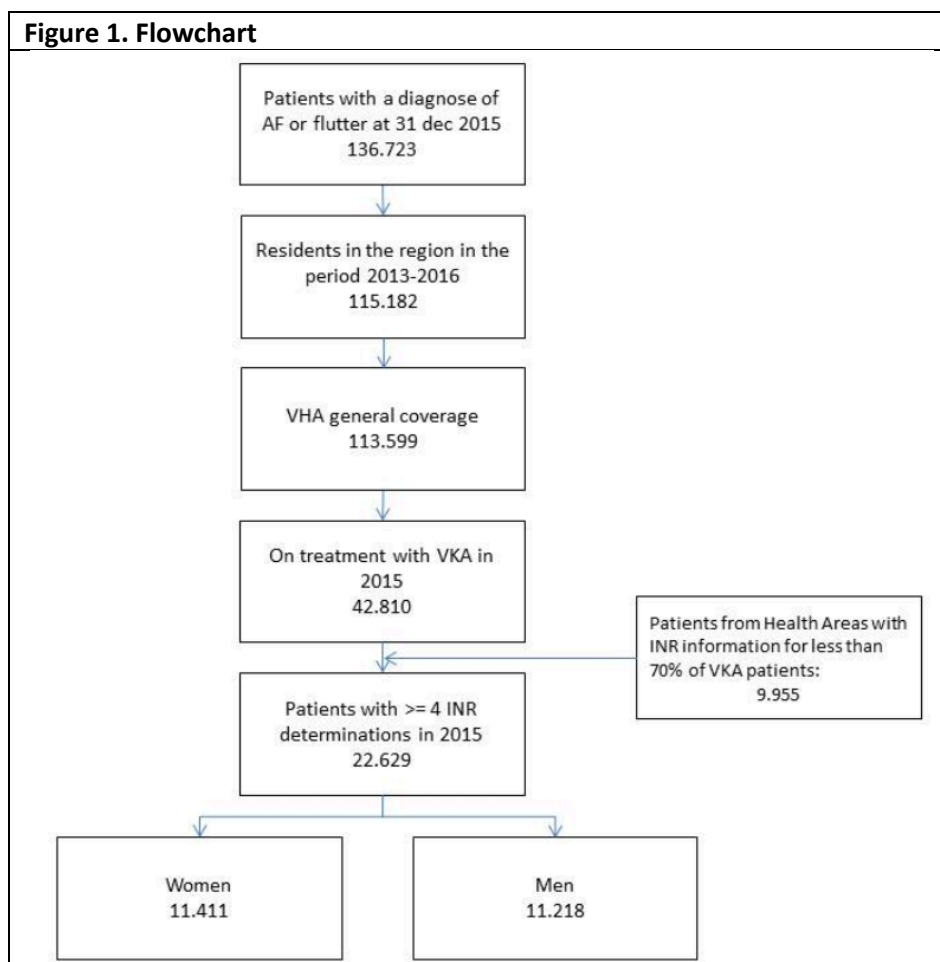 Figure 1. Flowchart
Patients with a diagnose of
AF or flutter at 31 dec 2015
136.723
Residents in the region in the
period 2013-2016
115.182
VHA general coverage
113.599
On treatment with VKA in
2015
42.810
Patients from Health Areas with
INR information for less than
70% of VKA patients:
9.955
Patients with >= 4 INR
determinations in 2015
22.629
Women
11.411
Men
11.218